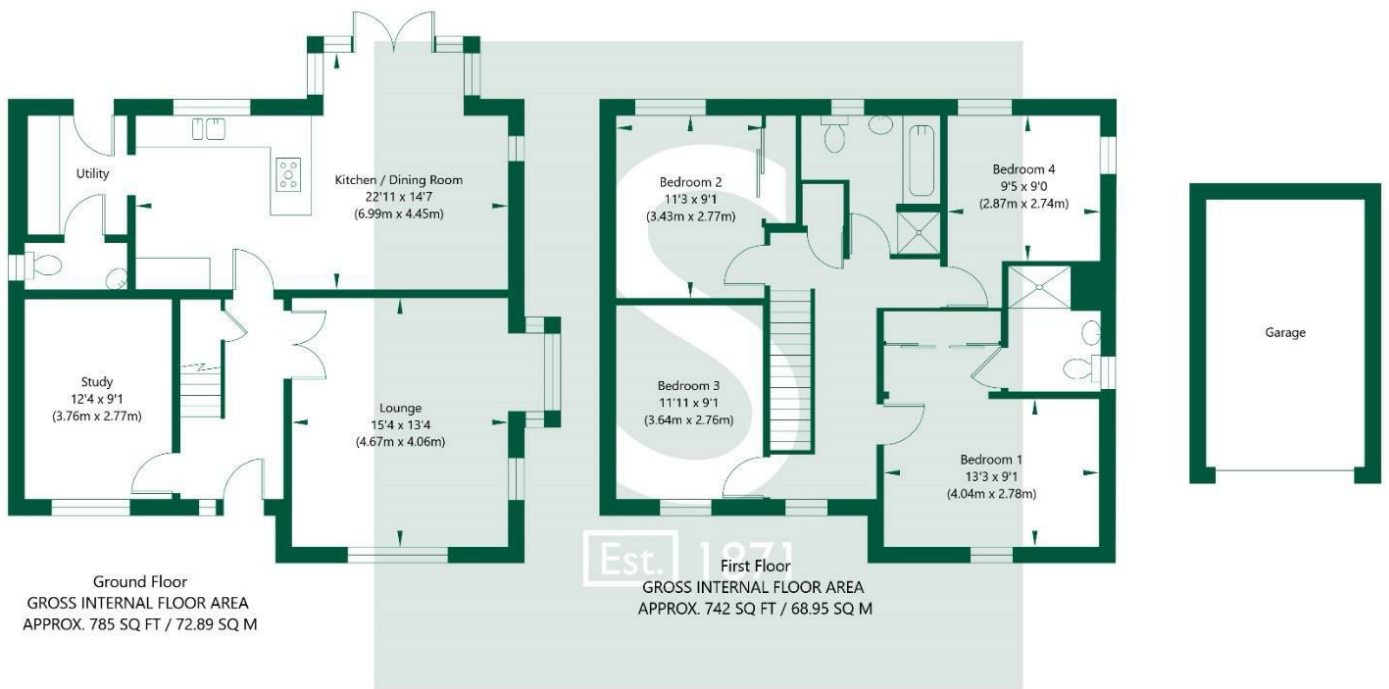 Utility
Kitchen / Dining Room
22'11 x 14'7
(6.99m x 4.45m)
Study
12'4 x 9'1
(3.76m x 2.77m)
Lounge
15'4 x 13'4
(4.67m x 4.06m)
Ground Floor
GROSS INTERNAL FLOOR AREA
APPROX. 785 SQ FT / 72.89 SQ M
Bedroom 2
11'3 x 9'1
(3.43m x 2.77m)
Bedroom 4
9'5 x 9'0
(2.87m x 2.74m)
Bedroom 3
11'11 x 9'1
(3.64m x 2.76m)
Bedroom 1
13'3 x 9'1
(4.04m x 2.78m)
S
Est. 1871
First Floor
GROSS INTERNAL FLOOR AREA
APPROX. 742 SQ FT / 68.95 SQ M
Garage